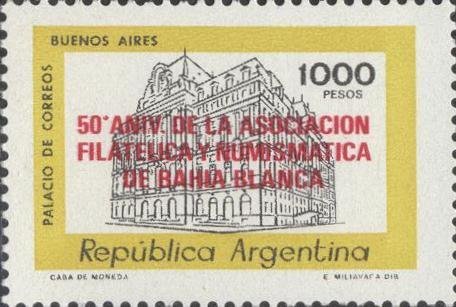 BUENOS AIRES
PALACIO DE CORREOS
1000
PESOS
50° ANIV. DE LA ASOCIACION
FILATELICA Y NUMISMATICA
DE BAHIA BLANCA
República Argentina
CASA DE MONEDA
E. MILIAVACA DIB.